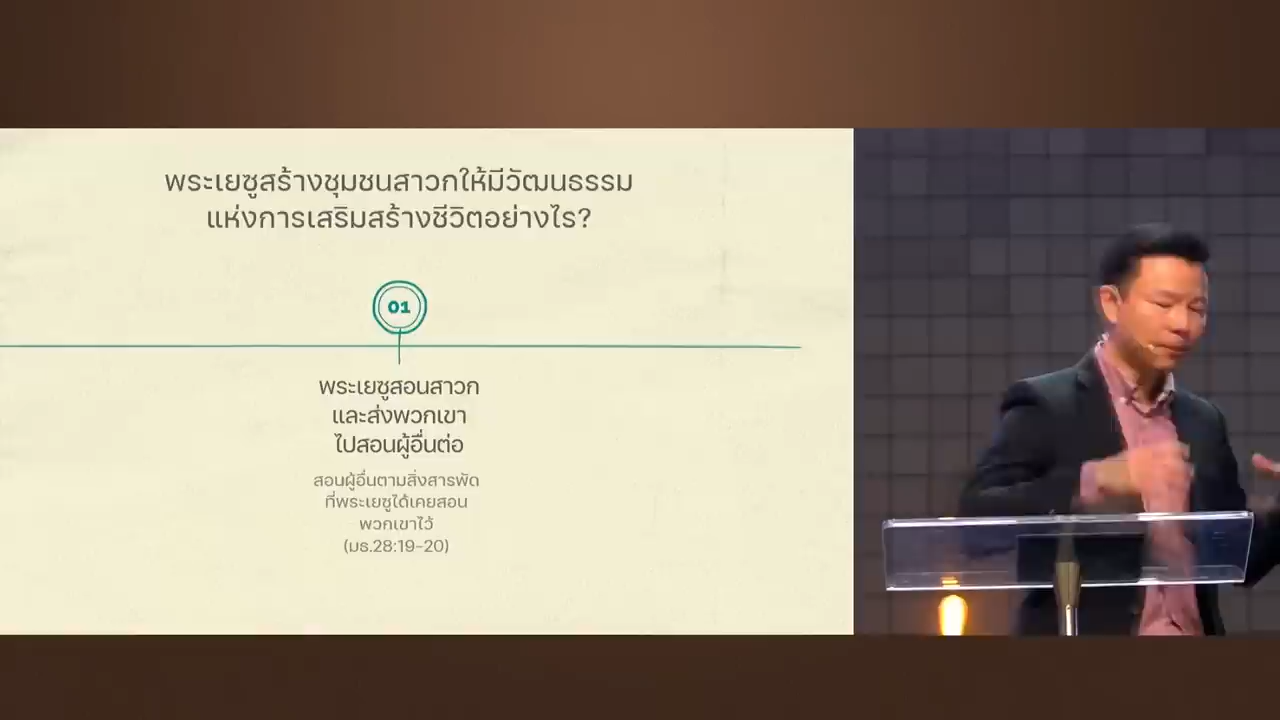 พระเยซูสร้างชุมชนสาวกให้มีวัฒนธรรม
แห่งการเสริมสร้างชีวิตอย่างไร?
01
พระเยซูสอนสาวก
และส่งพวกเขา
ไปสอนผู้อื่นต่อ
สอนผู้อื่นตามสิ่งสารพัด
ที่พระเยซูได้เคยสอน
พวกเขาไว้
(มธ.28:19-20)